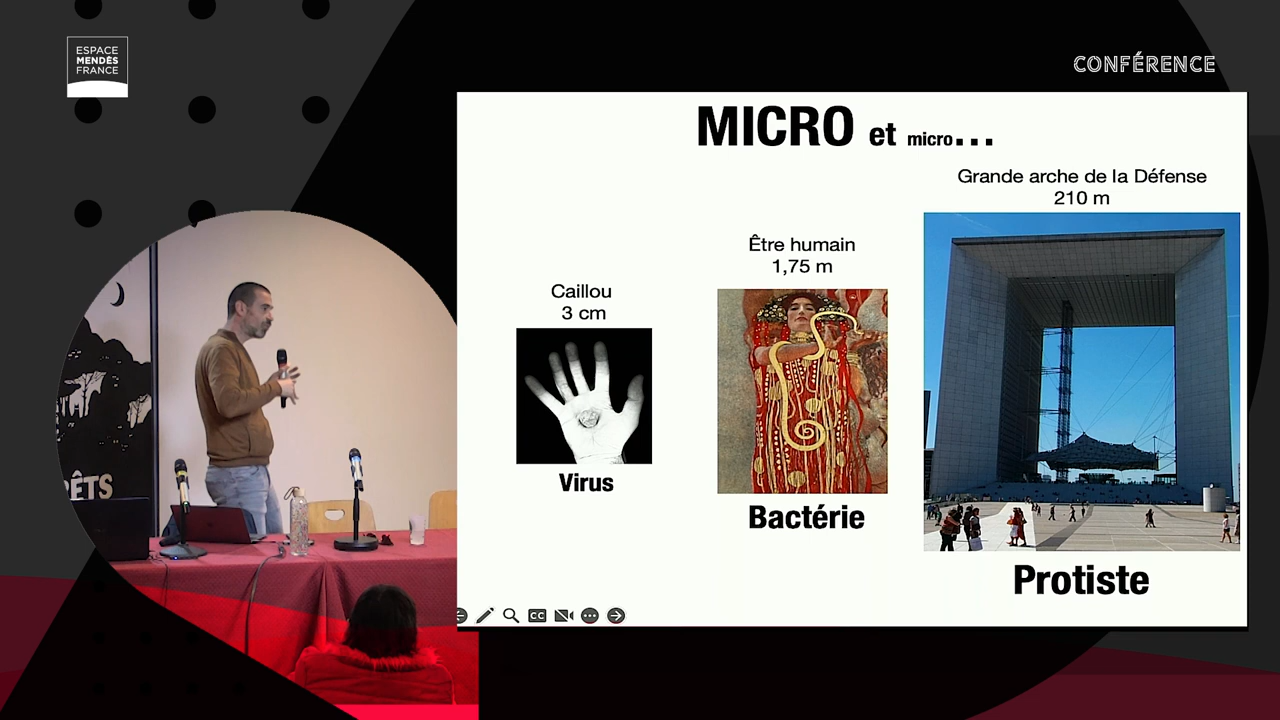 ESPACE
MENDÈS
FRANCE
CONFÉRENCE
MICRO et micro...
Grande arche de la Défense
210 m
Être humain
1,75 m
Caillou
3 cm
Virus
Bactérie
Protiste
CC
ÊTS